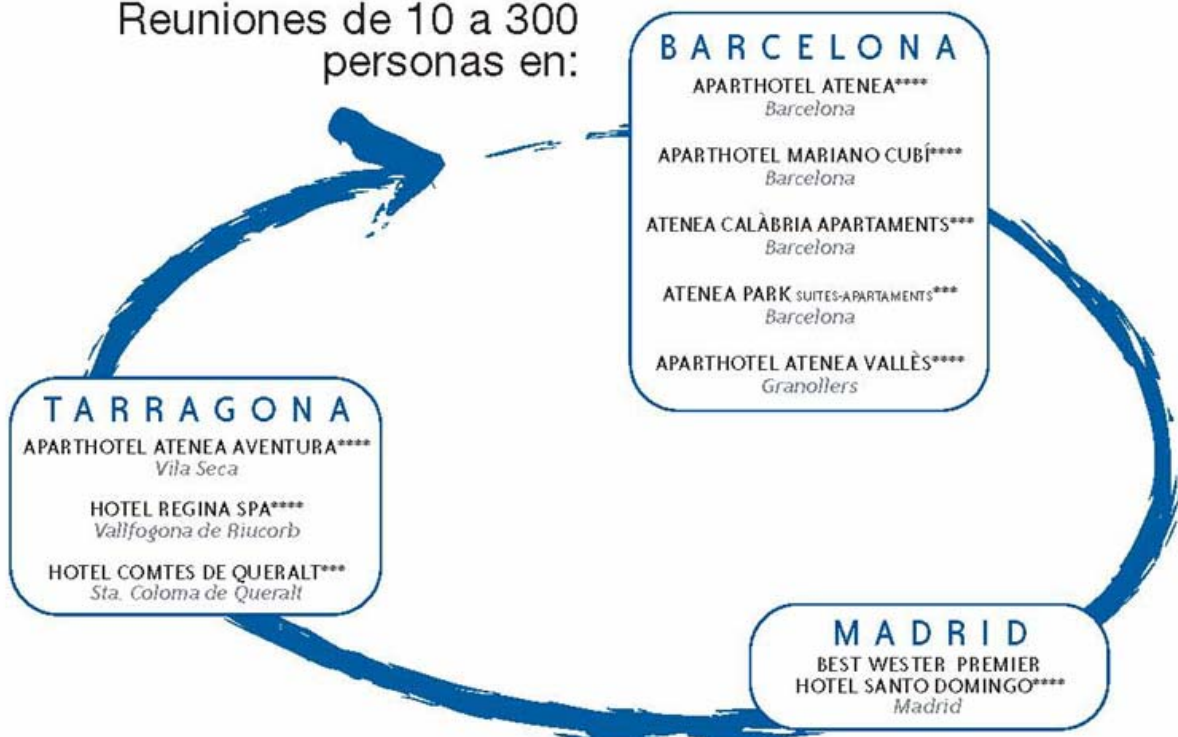 Reuniones de 10 a 300
personas en:
BARCELONA
APARTHOTEL ATENEA****
Barcelona
APARTHOTEL MARIANO CUBÍ****
Barcelona
ATENEA CALÀBRIA APARTAMENTS***
Barcelona
ATENEA PARK SUITES-APARTAMENTS***
Barcelona
APARTHOTEL ATENEA VALLÈS****
Granollers
TARRAGONA
APARTHOTEL ATENEA AVENTURA****
Vila Seca
HOTEL REGINA SPA****
Vallfogona de Riucorb
HOTEL COMTES DE QUERALT***
Sta. Coloma de Queralt
MADRID
BEST WESTER PREMIER
HOTEL SANTO DOMINGO****
Madrid